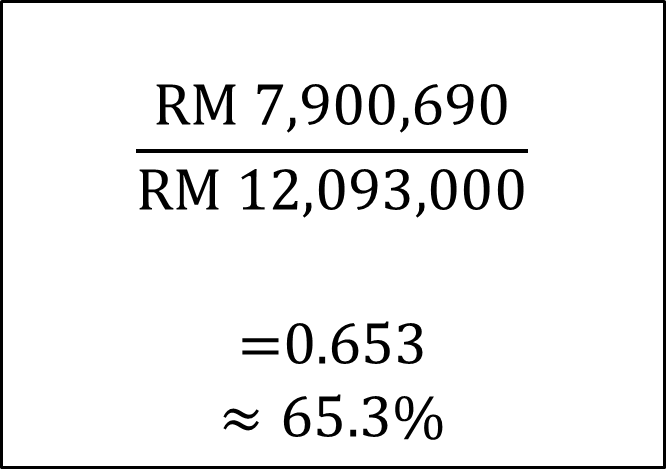 RM 7,900,690
RM 12,093,000
=0.653
≈ 65.3%